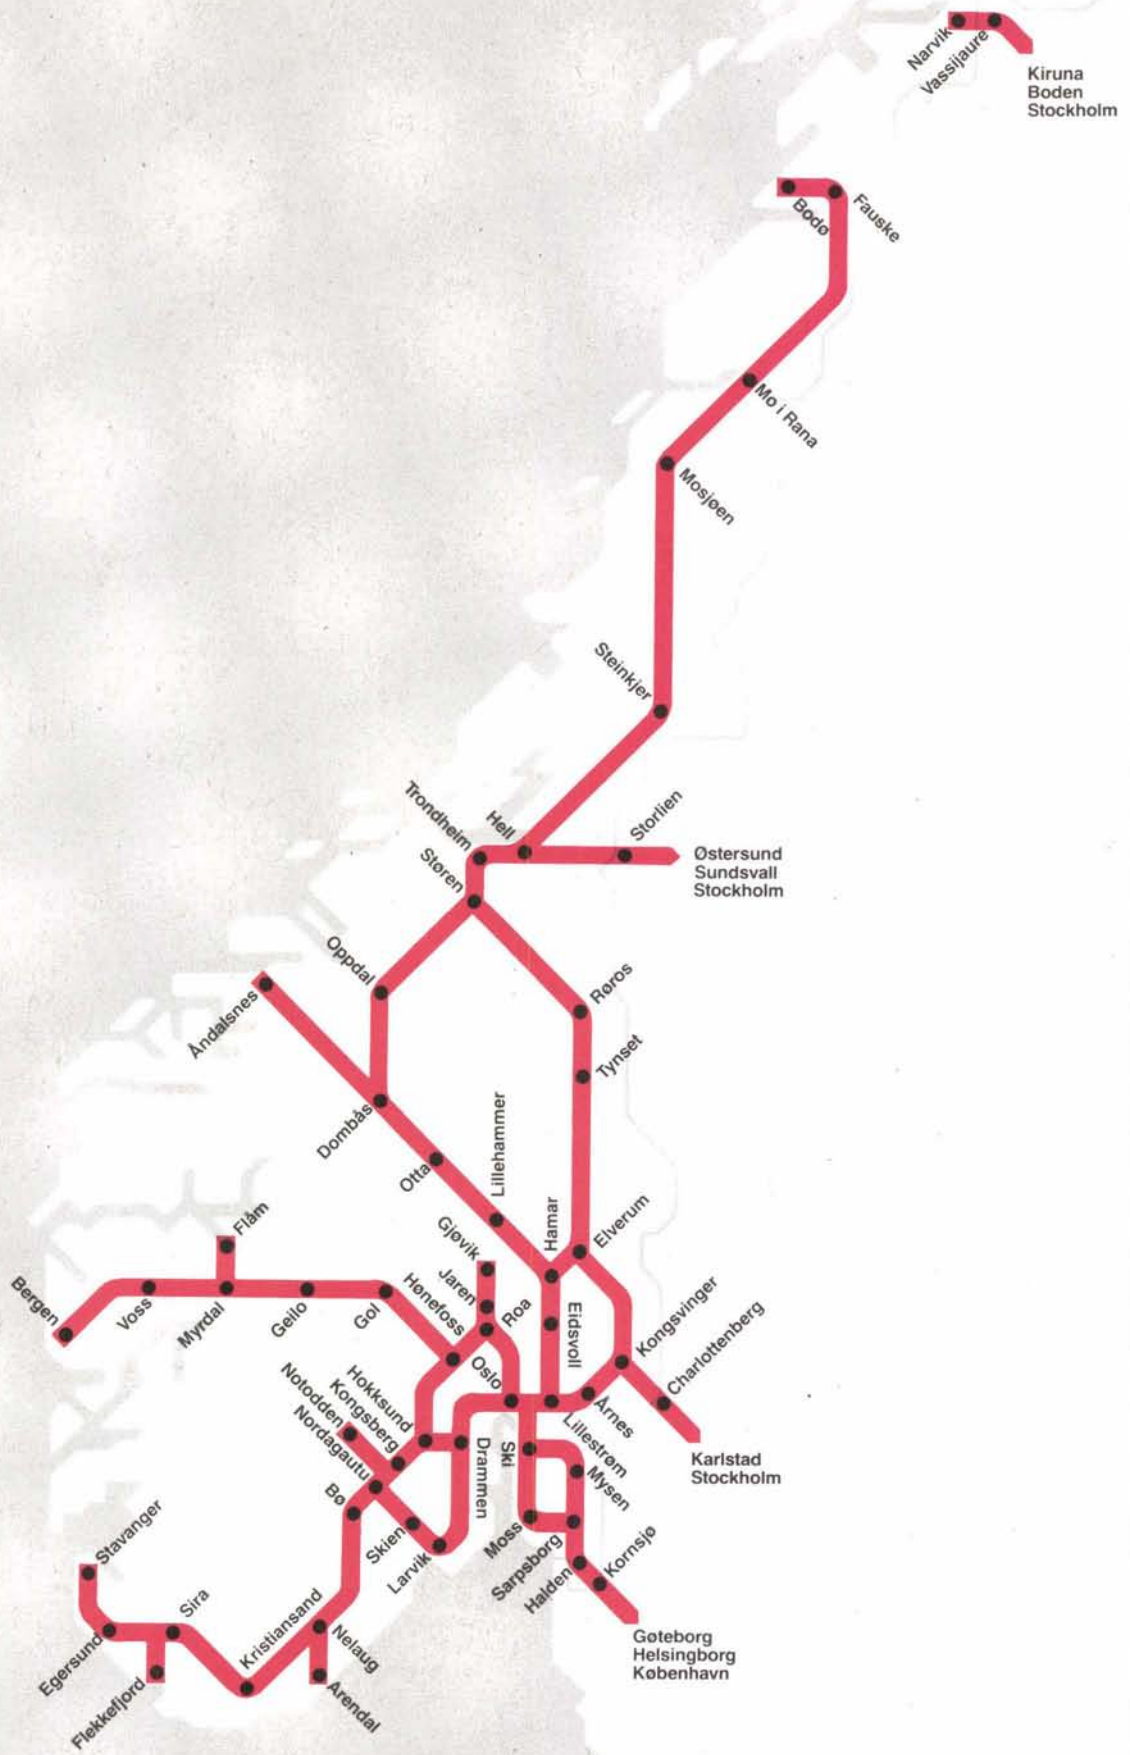 Narvik
Vassijaure
Kiruna
Boden
Stockholm
Bodø
Fauske
Mo i Rana
Mosjøen
Steinkjer
Trondheim
Hell
Storlien
Østersund
Sundsvall
Stockholm
Støren
Oppdal
Åndalsnes
Røros
Tynset
Dombås
Otta
Lillehammer
Hamar
Elverum
Flåm
Gjøvik
Jaren
Roa
Eidsvoll
Bergen
Voss
Myrdal
Geilo
Gol
Hønefoss
Oslo
Kongsvinger
Charlottenberg
Årnes
Lillestrøm
Karlstad
Stockholm
Hokksund
Kongsberg
Notodden
Nordagautu
Bø
Drammen
Ski
Mysen
Skien
Larvik
Moss
Sarpsborg
Halden
Kornsjø
Gøteborg
Helsingborg
København
Stavanger
Egersund
Sira
Flekkefjord
Kristiansand
Nelaug
Arendal